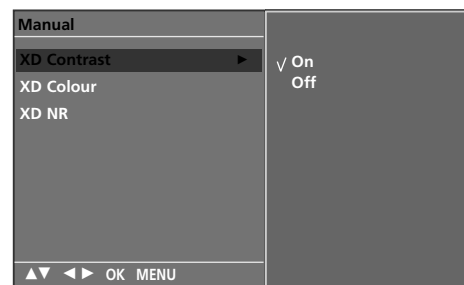 Manual
XD Contrast ►
XD Colour
XD NR
√ On
Off
▲▼ ◄► OK MENU